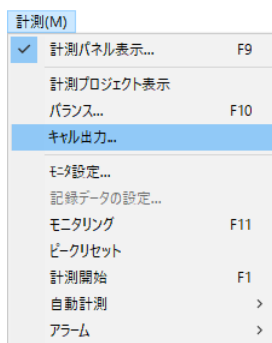 計測(M)
計測パネル表示... F9
計測プロジェクト表示
バランス... F10
キャル出力...
モニタ設定...
記録データの設定...
モニタリング F11
ピークリセット
計測開始 F1
自動計測
アラーム